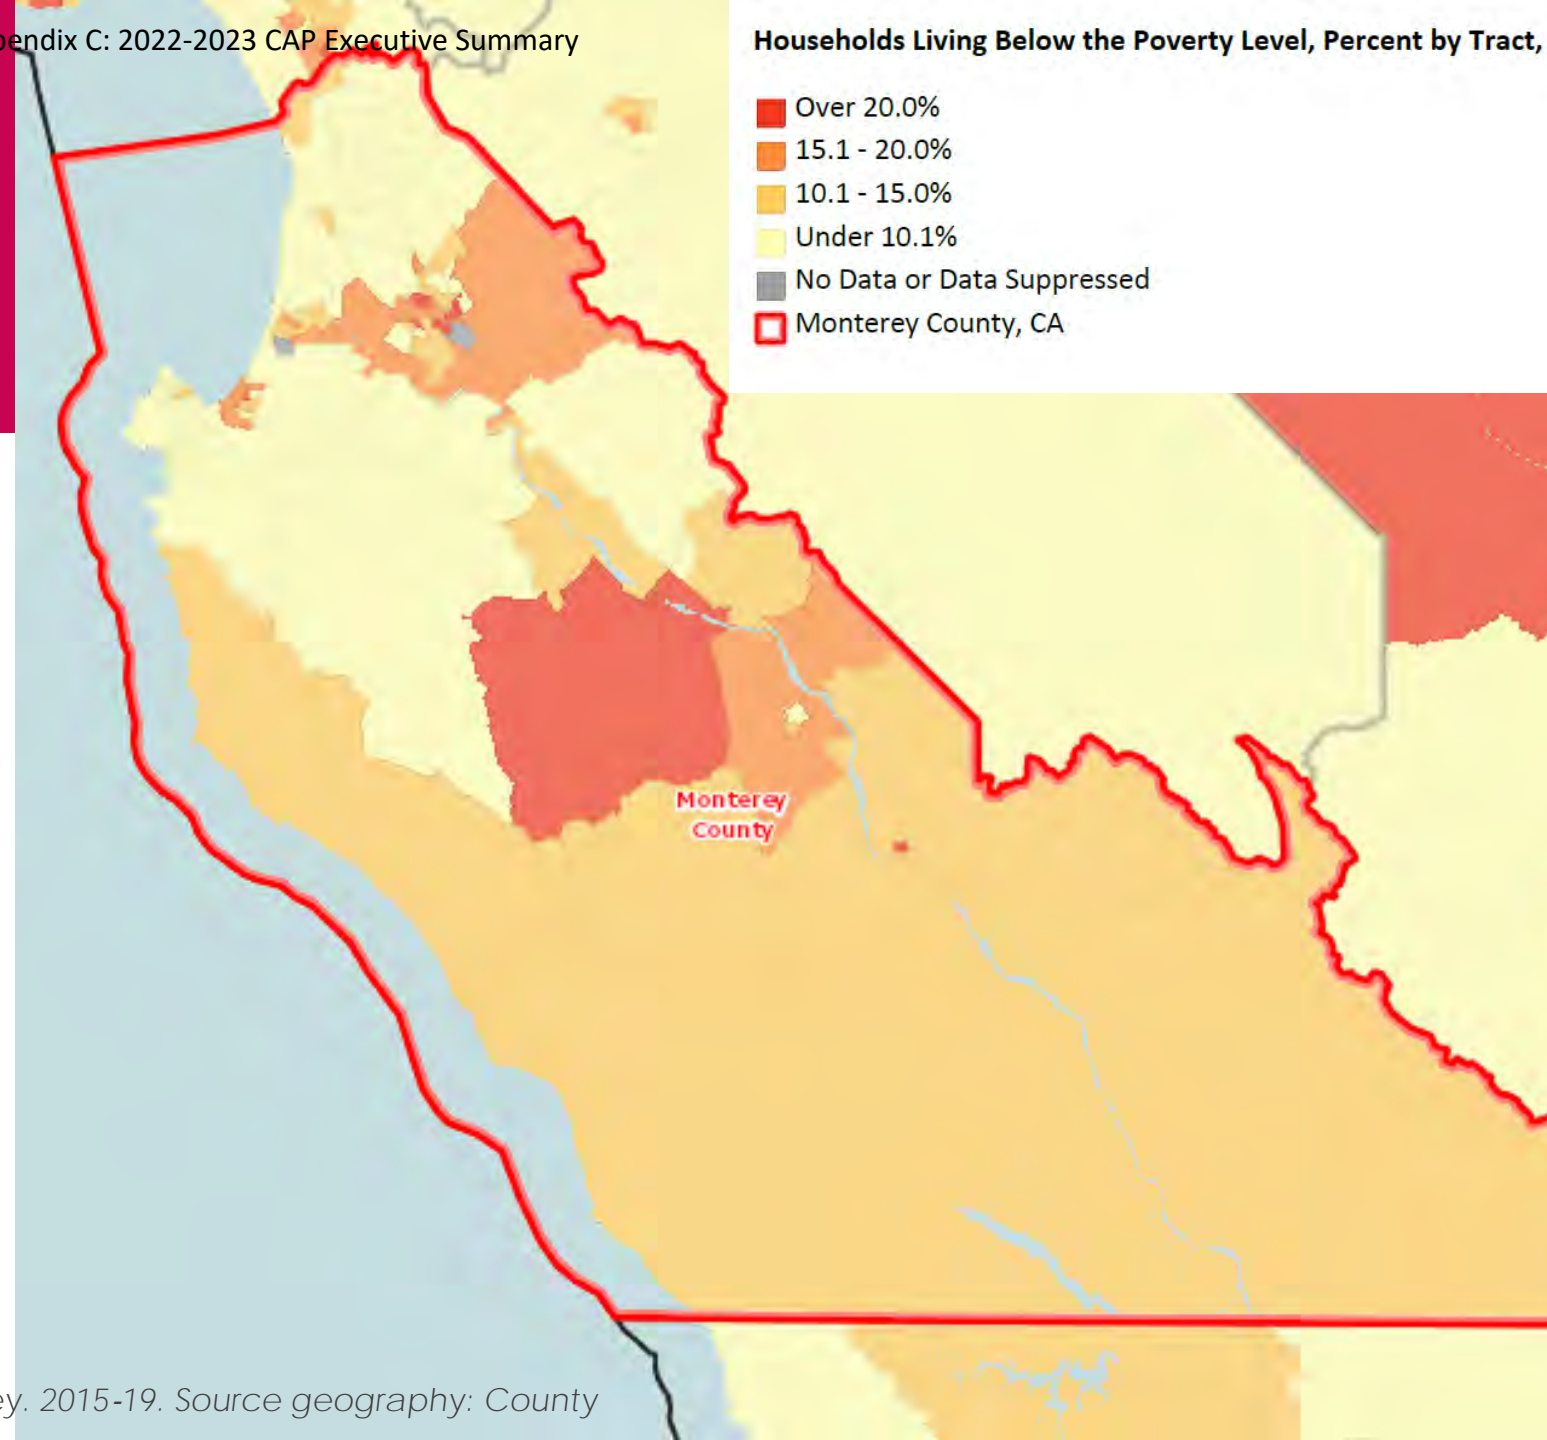 pendix C: 2022-2023 CAP Executive Summary
Households Living Below the Poverty Level, Percent by Tract,
Over 20.0%
15.1 - 20.0%
10.1 - 15.0%
Under 10.1%
No Data or Data Suppressed
Monterey County, CA
Monterey
County
ey. 2015-19. Source geography: County